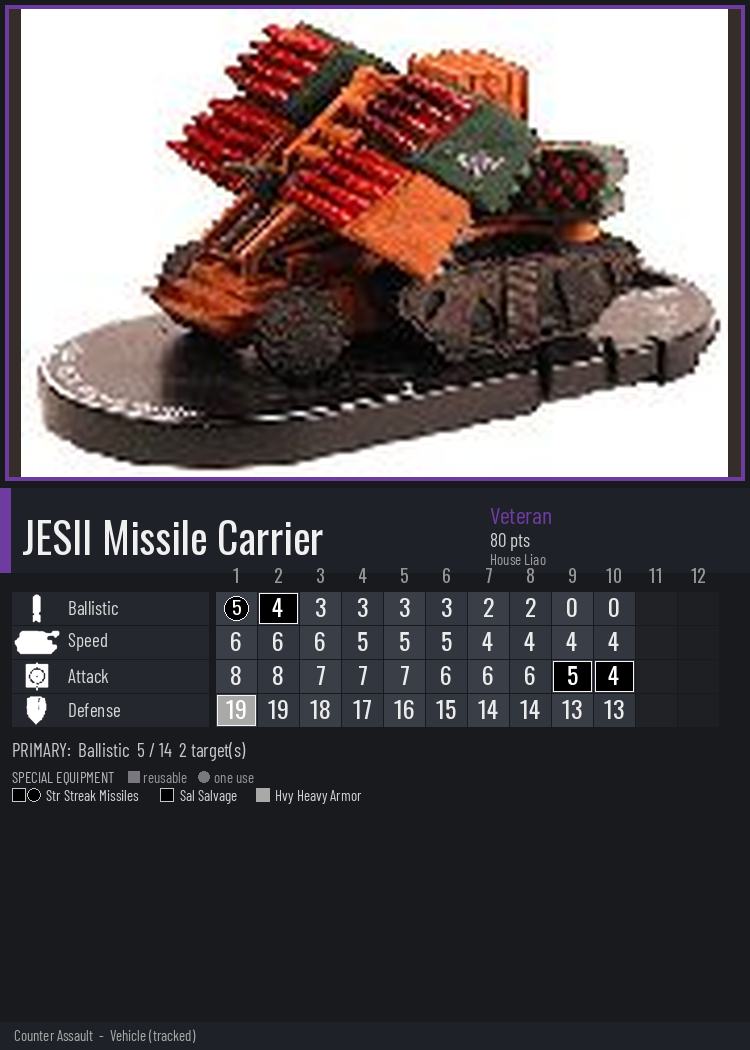 JESII Missile Carrier
Veteran
80 pts
House Liao
1 2 3 4 5 6 7 8 9 10 11 12
Ballistic 5 4 3 3 3 3 2 2 0 0
Speed 6 6 6 5 5 5 4 4 4 4
Attack 8 8 7 7 7 6 6 6 5 4
Defense 19 19 18 17 16 15 14 14 13 13
PRIMARY: Ballistic 5 / 14 2 target(s)
SPECIAL EQUIPMENT reusable one use
Str Streak Missiles Sal Salvage Hvy Heavy Armor
Counter Assault - Vehicle (tracked)